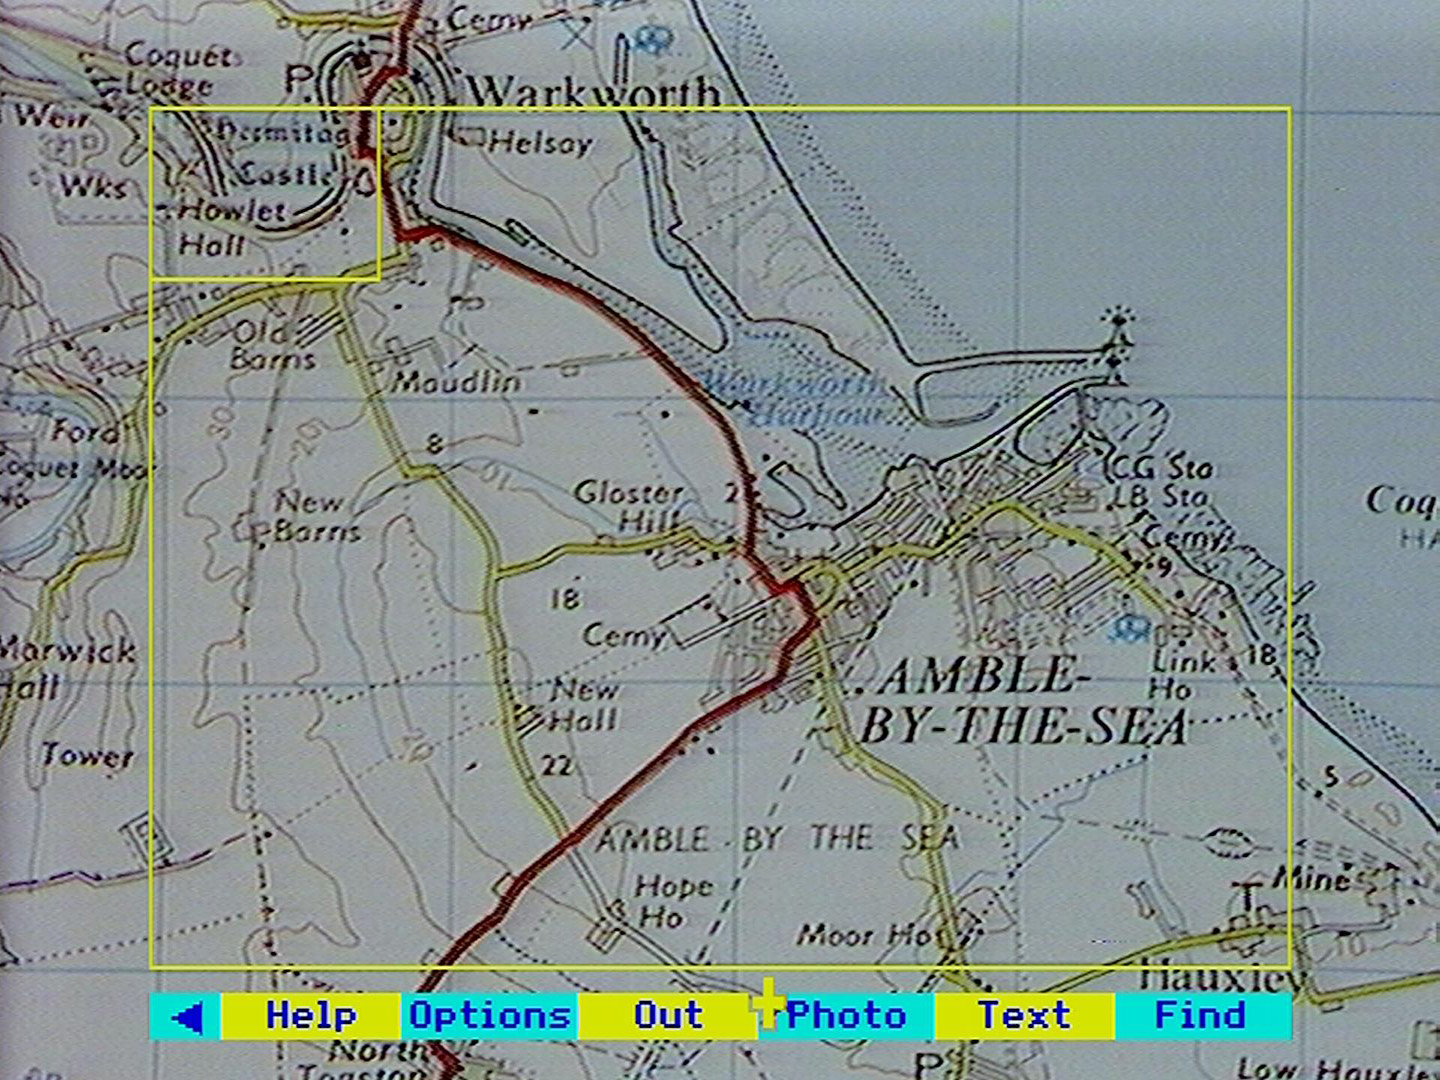 Cemy
Coquet
Lodge
P
Warkworth
Weir
Hermitage
Helsay
Wks
Castle
Howlet
Hall
Old
Barns
Maudlin
Warkworth
Harbour
30
20
Ford
8
Coquet Moor
Ho
CG Sta
LB Sta
Gloster
Hill
2
New
Barns
Coq
HA
Cemy
9
18
Cemy
Marwick
Hall
Link
Ho
18
AMBLE-
BY-THE-SEA
New
Hall
Tower
22
5
AMBLE BY THE SEA
Hope
Ho
Mine
T
Moor Ho
Hauxley
◄ Help Options Out Photo Text Find
North
Togston
P
Low Hauxley